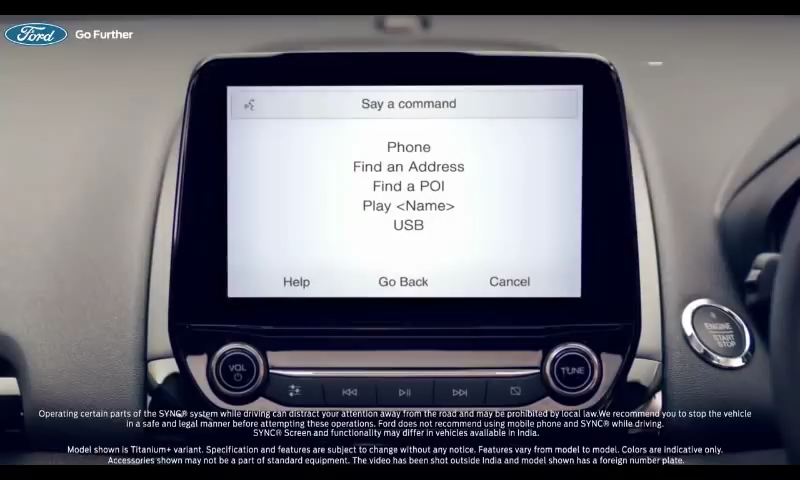 Ford
Go Further
Say a command
Phone
Find an Address
Find a POI
Play <Name>
USB
Help Go Back Cancel
ENGINE
START
STOP
VOL
TUNE
Operating certain parts of the SYNC® system while driving can distract your attention away from the road and may be prohibited by local law.We recommend you to stop the vehicle
in a safe and legal manner before attempting these operations. Ford does not recommend using mobile phone and SYNC® while driving.
SYNC® Screen and functionality may differ in vehicles available in India.
Model shown is Titanium+ variant. Specification and features are subject to change without any notice. Features vary from model to model. Colors are indicative only.
Accessories shown may not be a part of standard equipment. The video has been shot outside India and model shown has a foreign number plate.